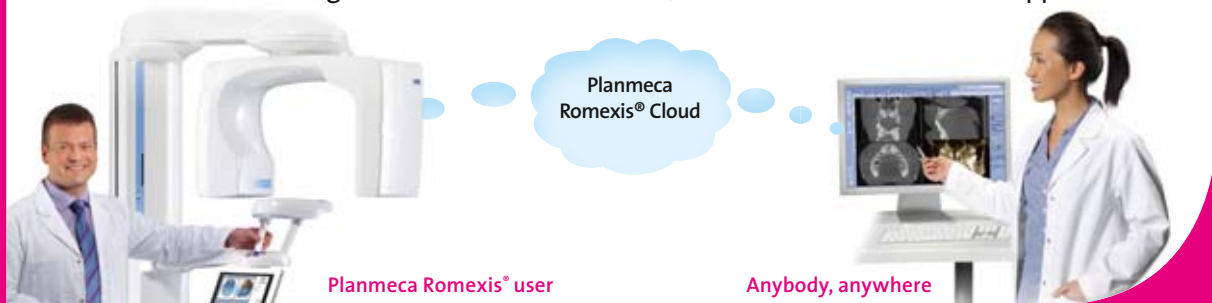 Planmeca
Romexis® Cloud
Planmeca Romexis® user
Anybody, anywhere